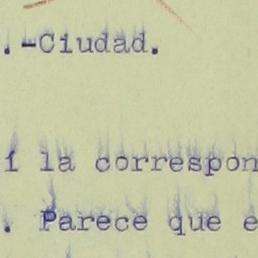 .-Ciudad.
í la correspon
. Parece que e